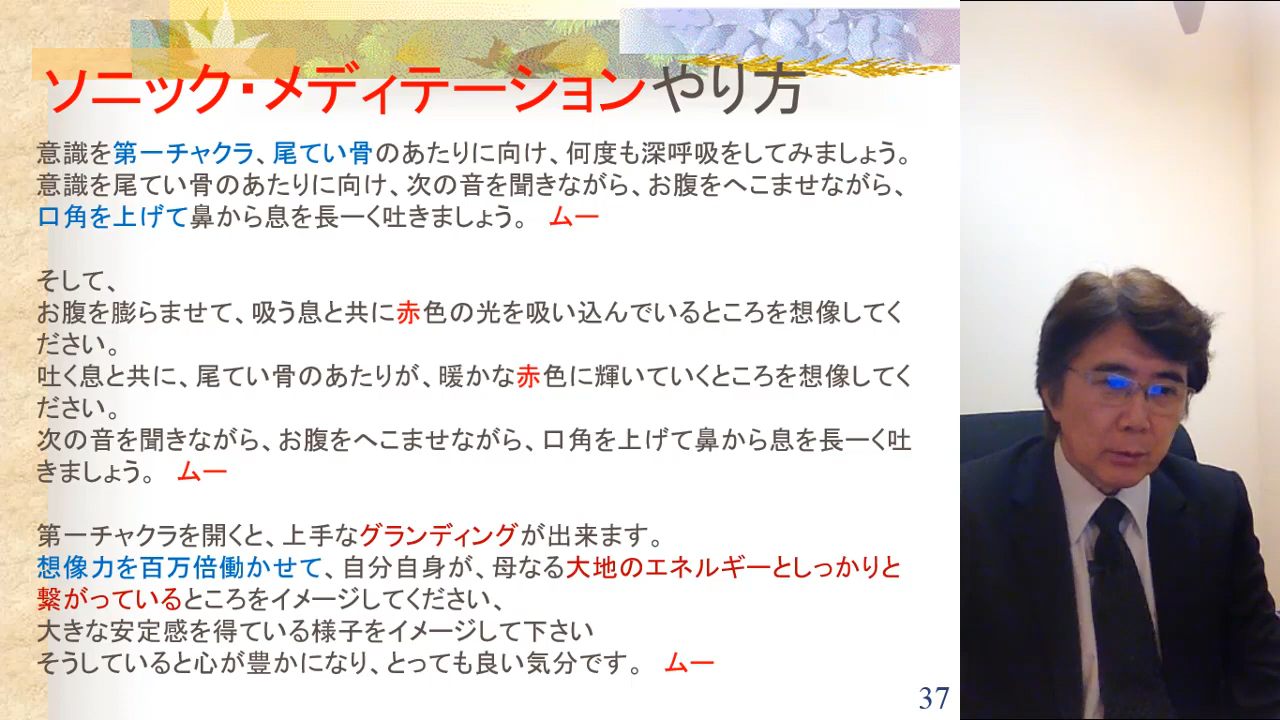 ソニック・メディテーションやり方
意識を第一チャクラ、尾てい骨のあたりに向け、何度も深呼吸をしてみましょう。
意識を尾てい骨のあたりに向け、次の音を聞きながら、お腹をへこませながら、
口角を上げて鼻から息を長ーく吐きましょう。 ムー
そして、
お腹を膨らませて、吸う息と共に赤色の光を吸い込んでいるところを想像してく
ださい。
吐く息と共に、尾てい骨のあたりが、暖かな赤色に輝いていくところを想像してく
ださい。
次の音を聞きながら、お腹をへこませながら、口角を上げて鼻から息を長ーく吐
きましょう。 ムー
第一チャクラを開くと、上手なグランディングが出来ます。
想像力を百万倍働かせて、自分自身が、母なる大地のエネルギーとしっかりと
繋がっているところをイメージしてください、
大きな安定感を得ている様子をイメージして下さい
そうしていると心が豊かになり、とっても良い気分です。 ムー
37